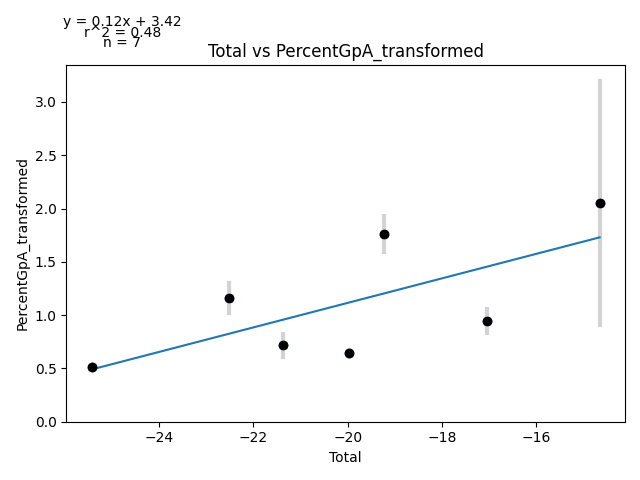 y = 0.12x + 3.42
r^2 = 0.48
n = 7
Total vs PercentGpA_transformed
PercentGpA_transformed
3.0
2.5
2.0
1.5
1.0
0.5
0.0
−24
−22
−20
−18
−16
Total